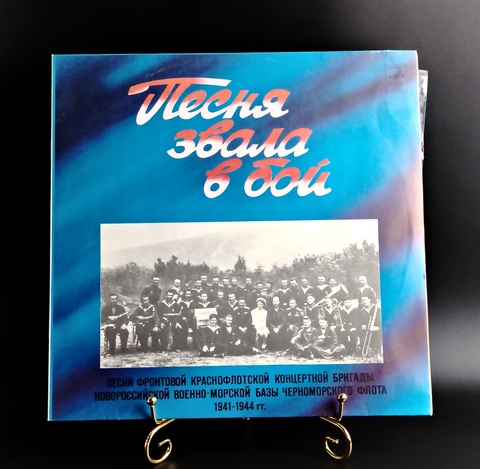 Песня
звала
в бой
ПЕСНИ ФРОНТОВОЙ КРАСНОФЛОТСКОЙ КОНЦЕРТНОЙ БРИГАДЫ
НОВОРОССИЙСКОЙ ВОЕННО-МОРСКОЙ БАЗЫ ЧЕРНОМОРСКОГО ФЛОТА
1941-1944 гг.